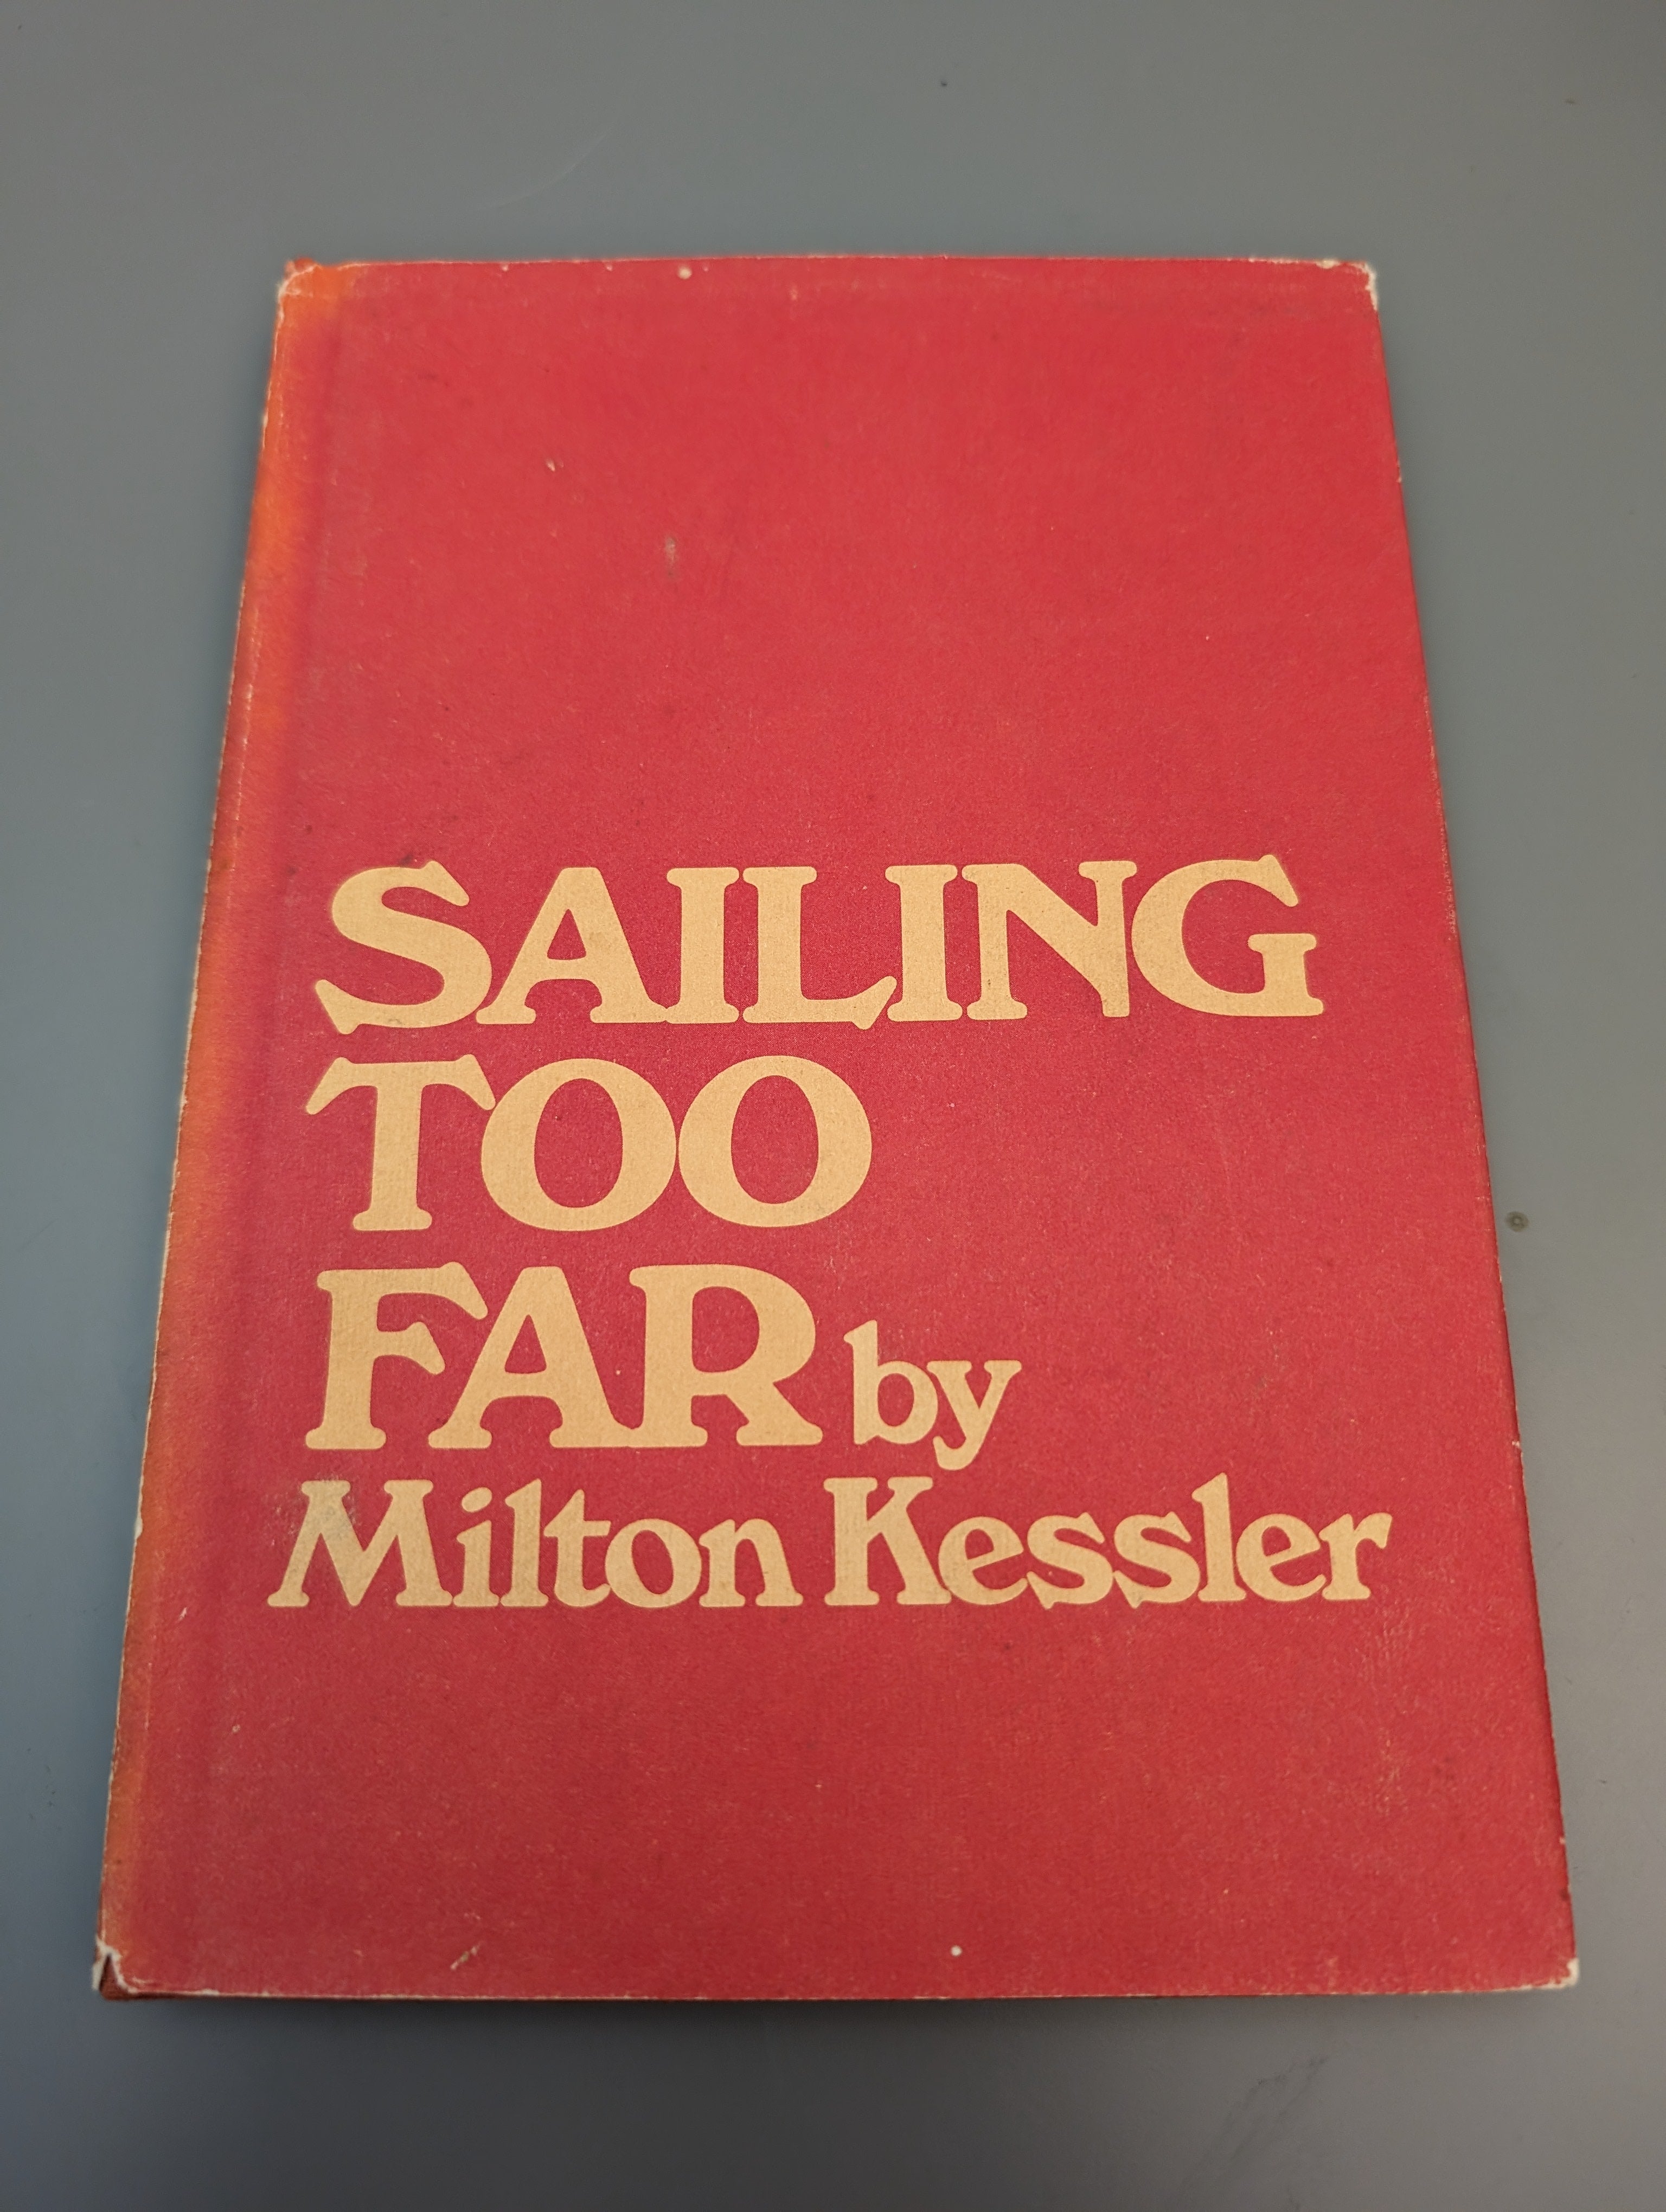 SAILING
TOO
FAR by
Milton Kessler